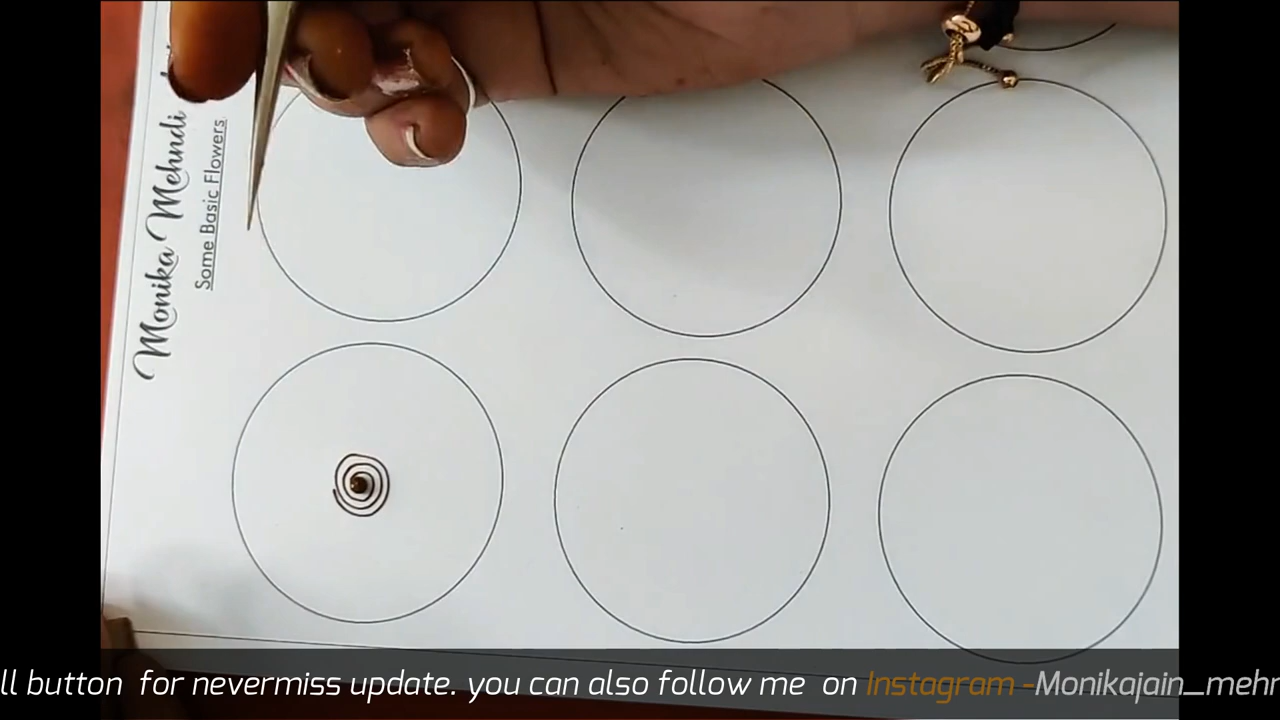 Monika Mehndi
Some Basic Flowers
ll button for nevermiss update. you can also follow me on Instagram -Monikajain_mehr